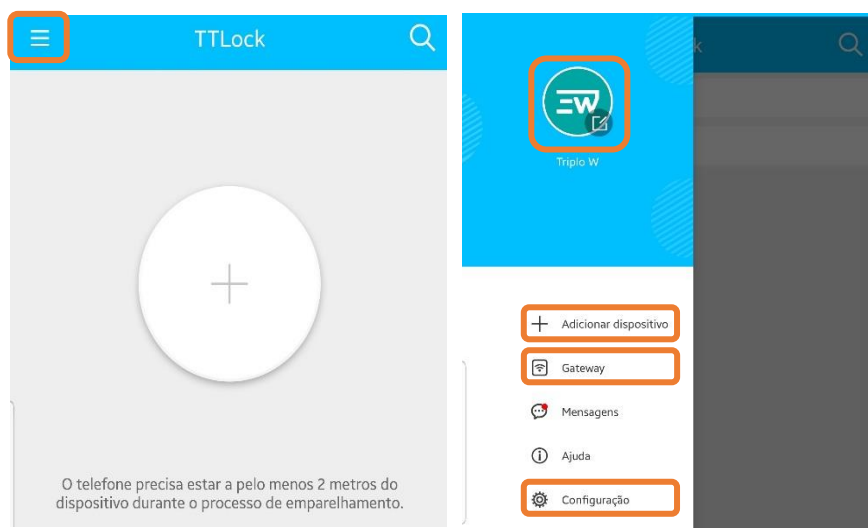 TTLock
O telefone precisa estar a pelo menos 2 metros do
dispositivo durante o processo de emparelhamento.
k
W
Triplo W
Adicionar dispositivo
Gateway
Mensagens
Ajuda
Configuração